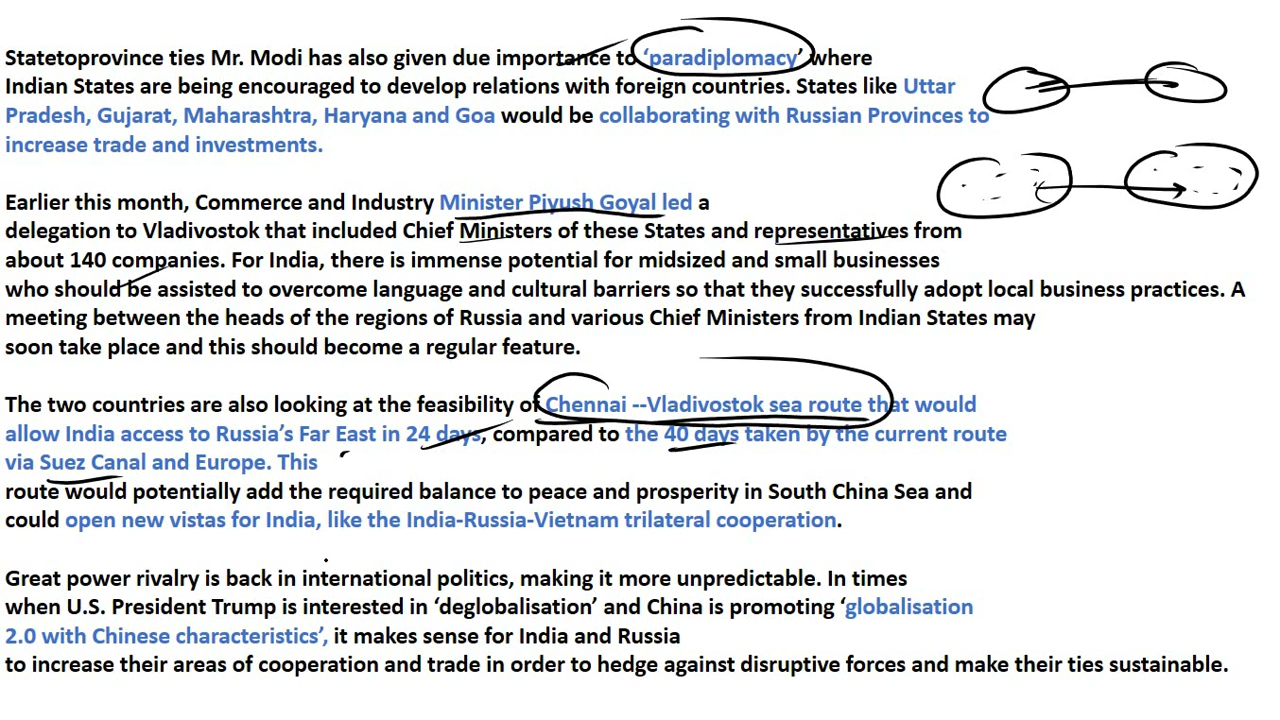 Statetoprovince ties Mr. Modi has also given due importance to ‘paradiplomacy’ where
Indian States are being encouraged to develop relations with foreign countries. States like Uttar
Pradesh, Gujarat, Maharashtra, Haryana and Goa would be collaborating with Russian Provinces to
increase trade and investments.
Earlier this month, Commerce and Industry Minister Piyush Goyal led a
delegation to Vladivostok that included Chief Ministers of these States and representatives from
about 140 companies. For India, there is immense potential for midsized and small businesses
who should be assisted to overcome language and cultural barriers so that they successfully adopt local business practices. A
meeting between the heads of the regions of Russia and various Chief Ministers from Indian States may
soon take place and this should become a regular feature.
The two countries are also looking at the feasibility of Chennai --Vladivostok sea route that would
allow India access to Russia’s Far East in 24 days, compared to the 40 days taken by the current route
via Suez Canal and Europe. This
route would potentially add the required balance to peace and prosperity in South China Sea and
could open new vistas for India, like the India-Russia-Vietnam trilateral cooperation.
Great power rivalry is back in international politics, making it more unpredictable. In times
when U.S. President Trump is interested in ‘deglobalisation’ and China is promoting ‘globalisation
2.0 with Chinese characteristics’, it makes sense for India and Russia
to increase their areas of cooperation and trade in order to hedge against disruptive forces and make their ties sustainable.